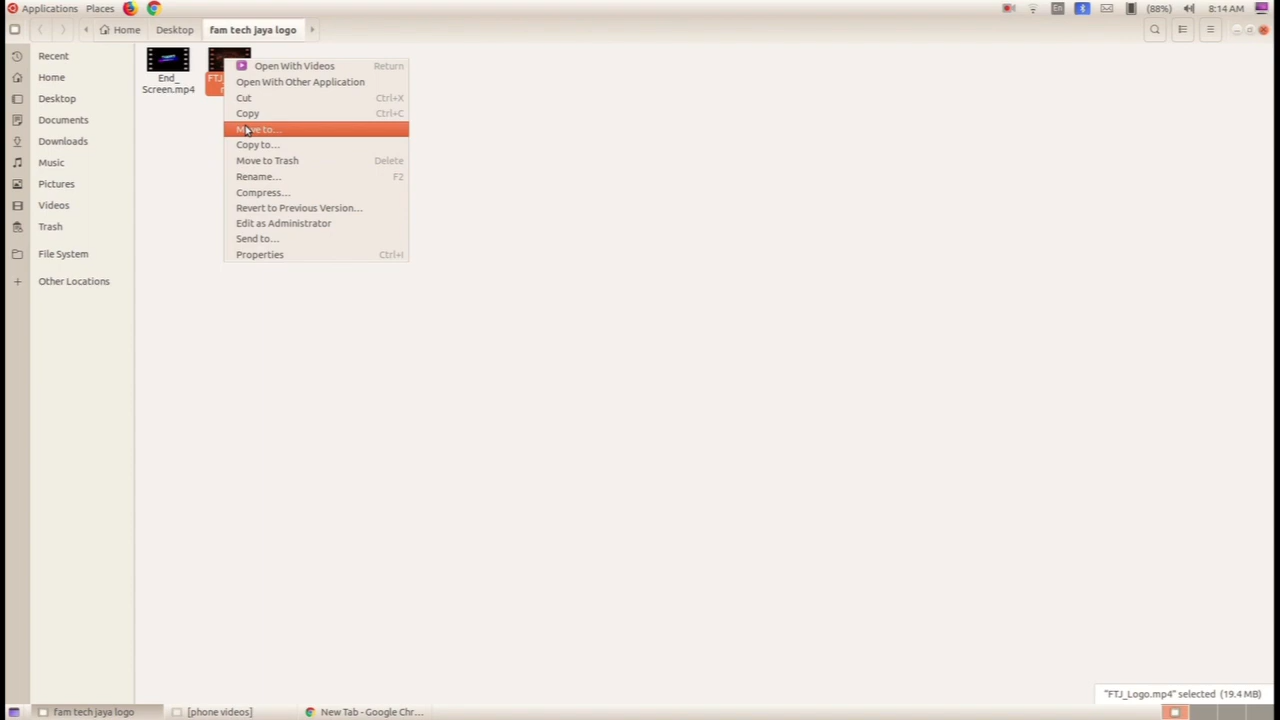 Applications Places En (88%) 8:14 AM
Home Desktop fam tech jaya logo
Recent
Home
Desktop
Documents
Downloads
Music
Pictures
Videos
Trash
File System
Other Locations
End_
Screen.mp4
Open With Videos Return
Open With Other Application
Cut Ctrl+X
Copy Ctrl+C
Move to...
Copy to...
Move to Trash Delete
Rename... F2
Compress...
Revert to Previous Version...
Edit as Administrator
Send to...
Properties Ctrl+I
"FTJ_Logo.mp4" selected (19.4 MB)
fam tech jaya logo [phone videos] New Tab - Google Chr...